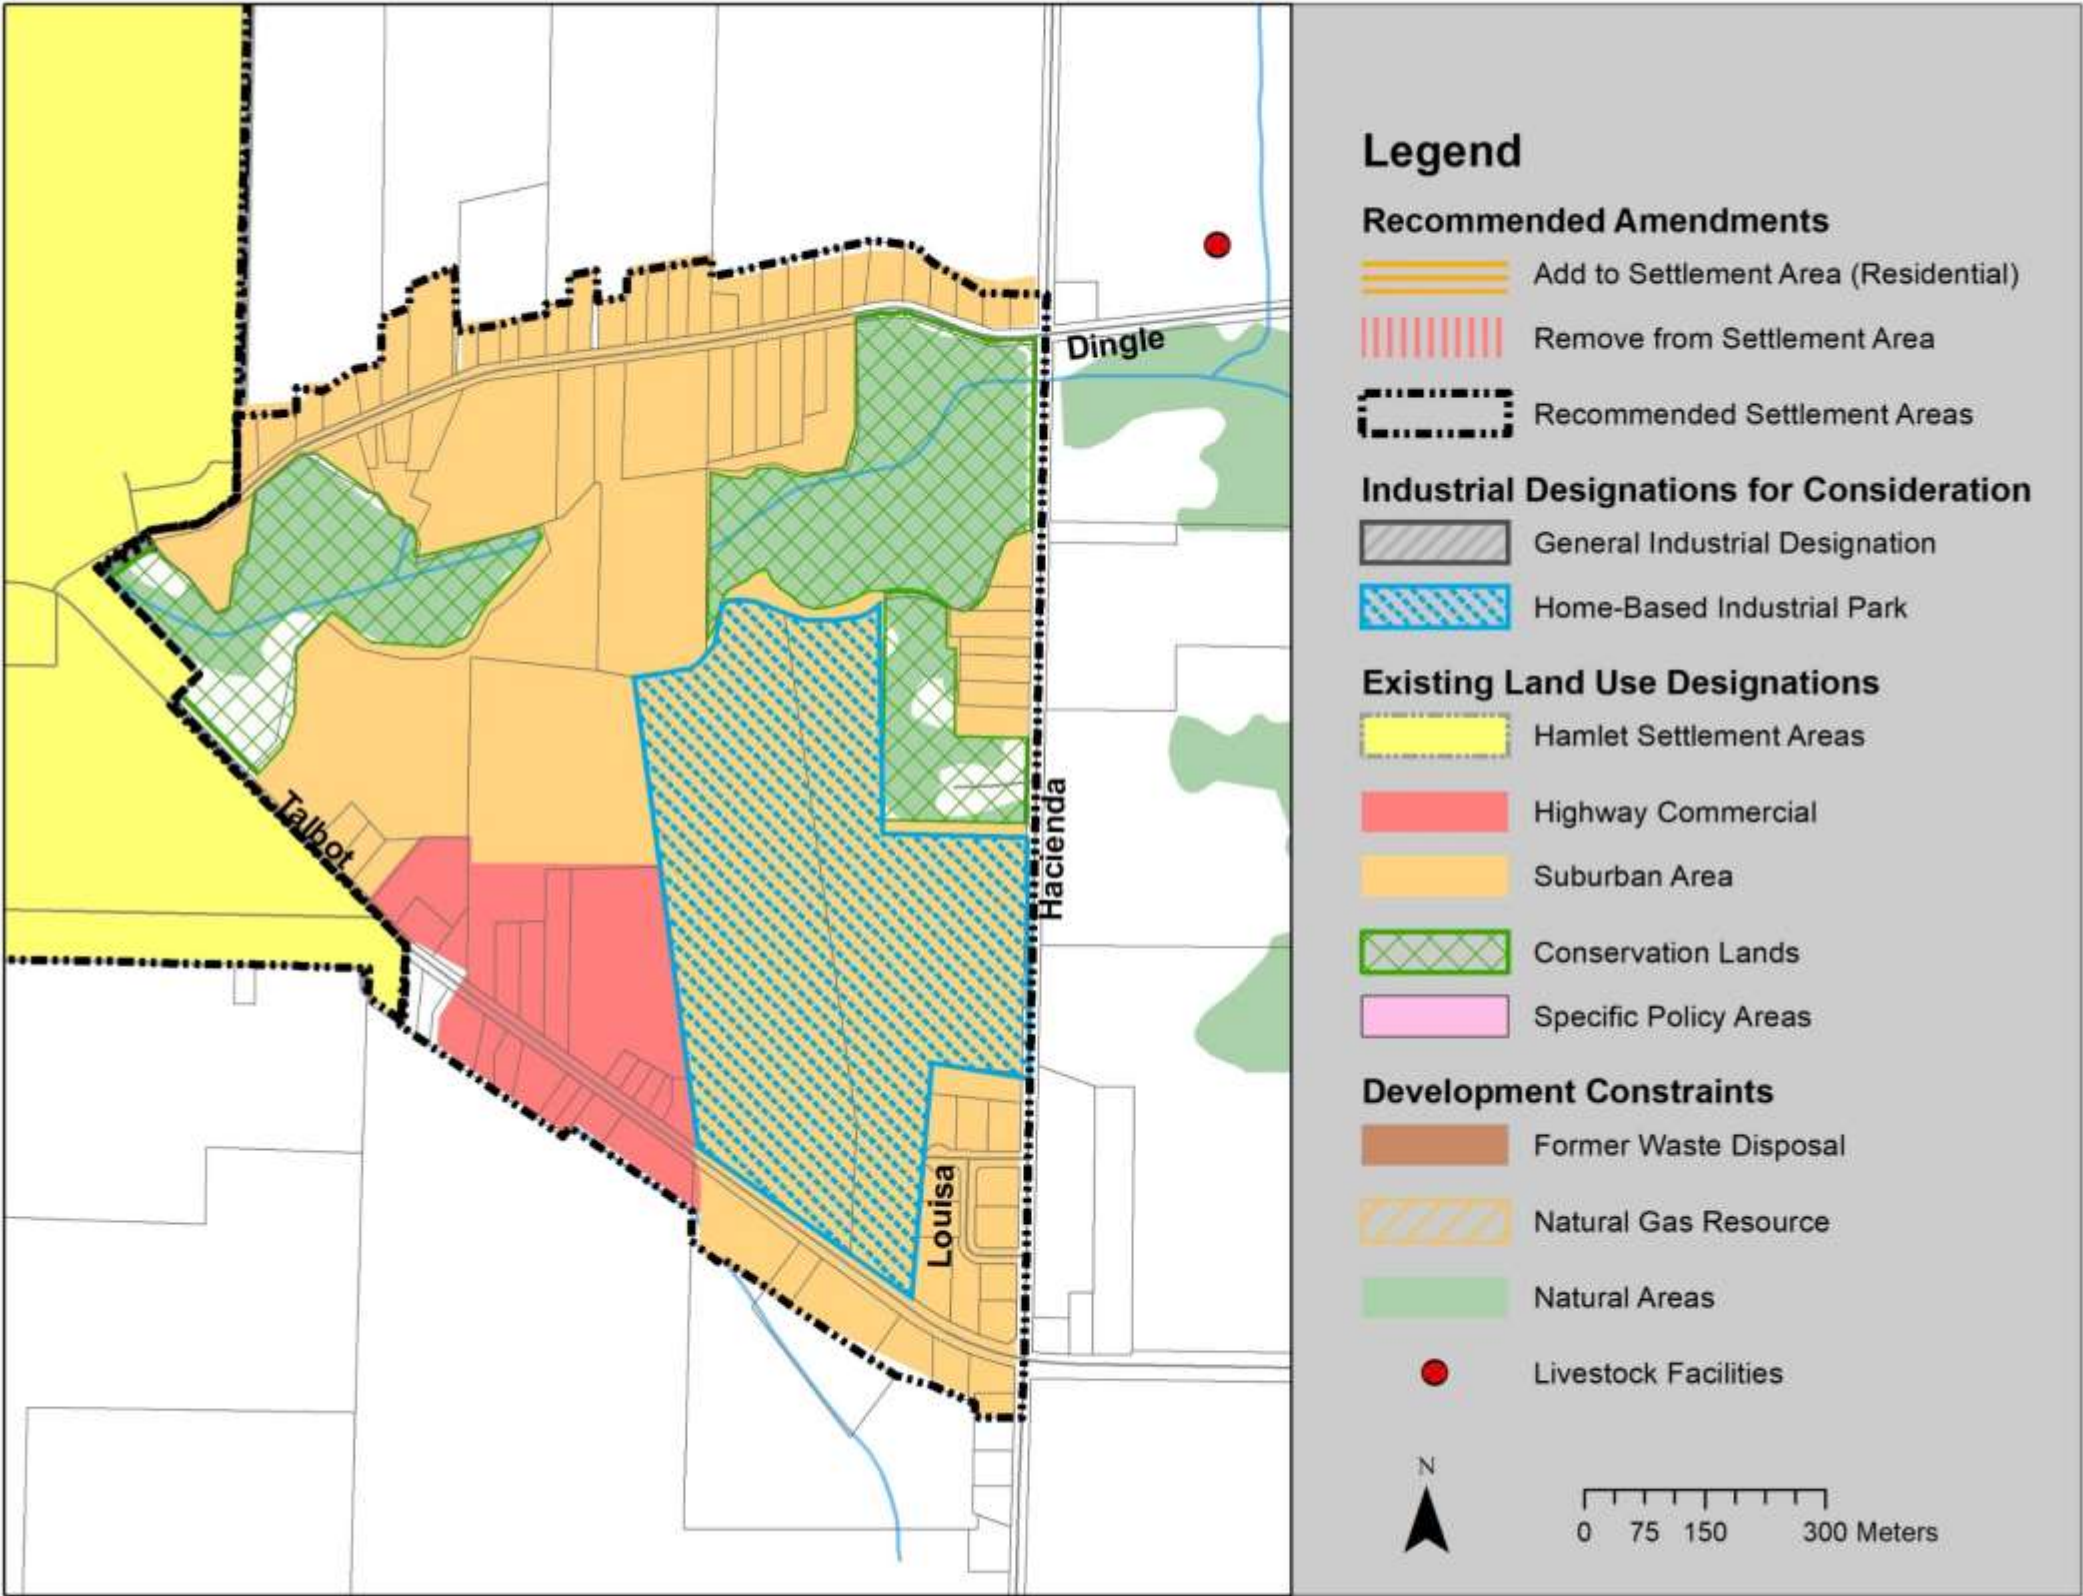 Dingle
Talbot
Hacienda
Louisa
Legend
Recommended Amendments
Add to Settlement Area (Residential)
Remove from Settlement Area
Recommended Settlement Areas
Industrial Designations for Consideration
General Industrial Designation
Home-Based Industrial Park
Existing Land Use Designations
Hamlet Settlement Areas
Highway Commercial
Suburban Area
Conservation Lands
Specific Policy Areas
Development Constraints
Former Waste Disposal
Natural Gas Resource
Natural Areas
Livestock Facilities
N
0 75 150 300 Meters